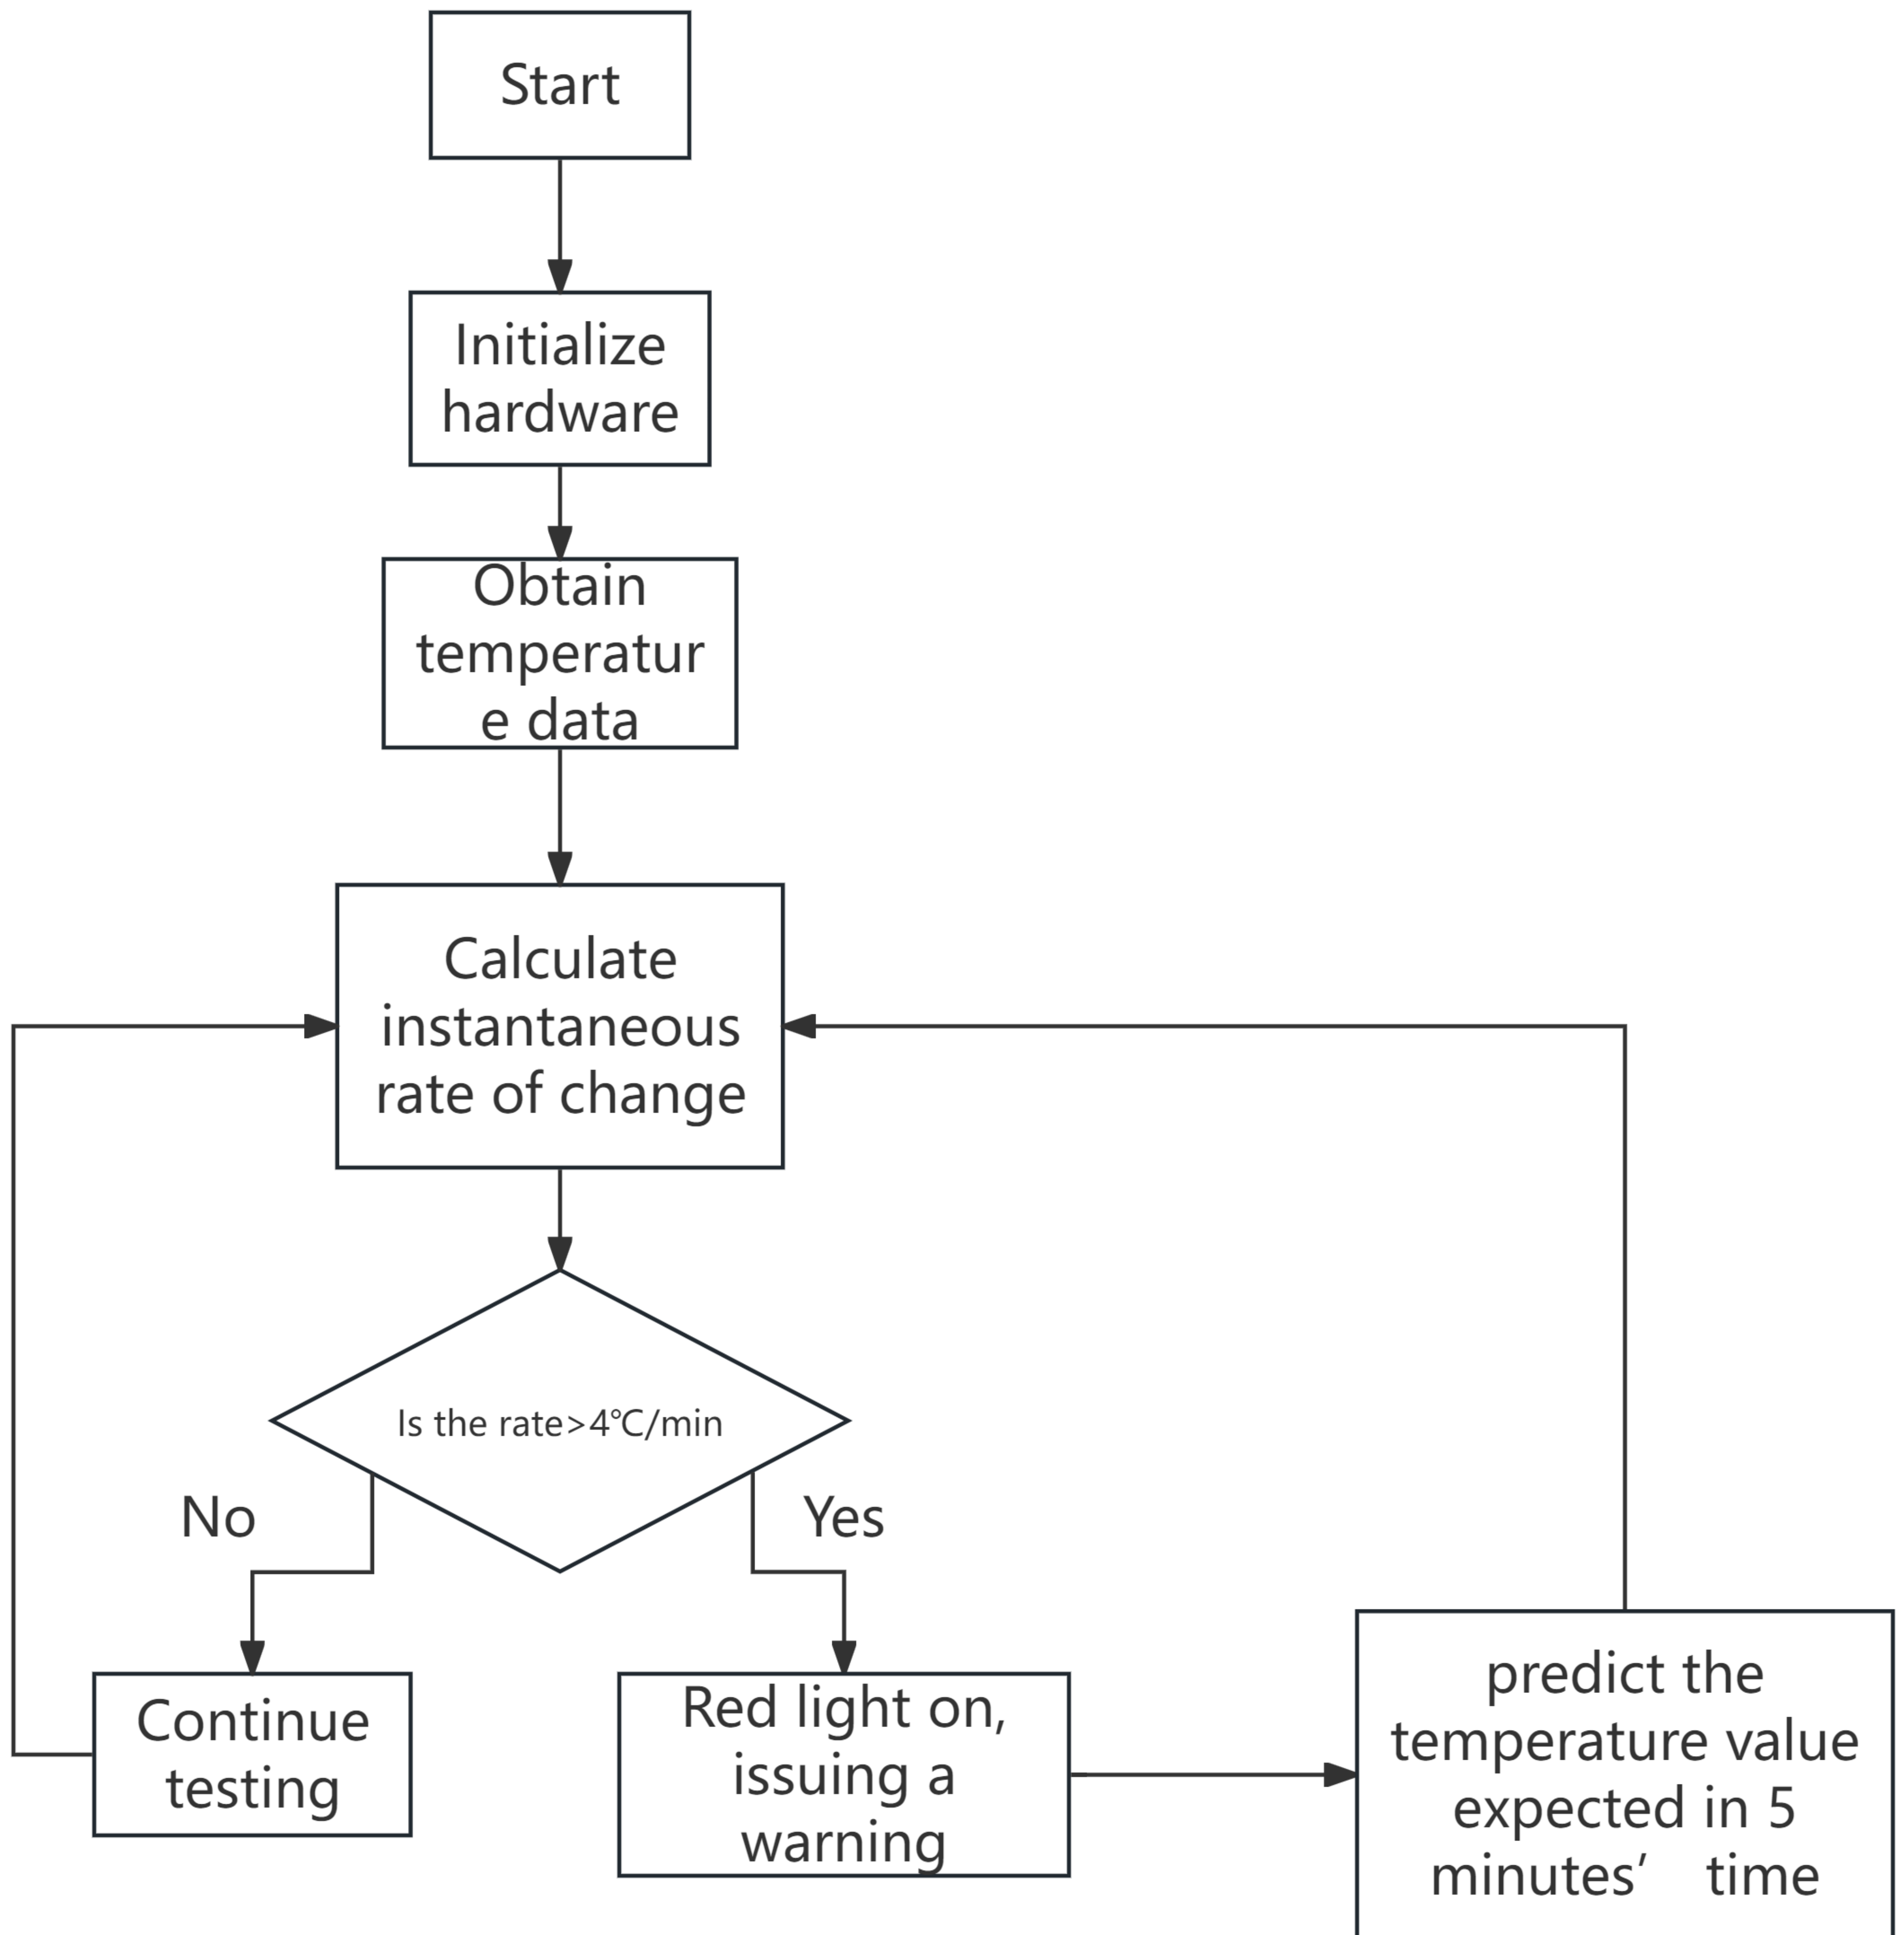 Start
Initialize
hardware
Obtain
temperatur
e data
Calculate
instantaneous
rate of change
Is the rate>4℃/min
No
Yes
Continue
testing
Red light on,
issuing a
warning
predict the
temperature value
expected in 5
minutes’ time